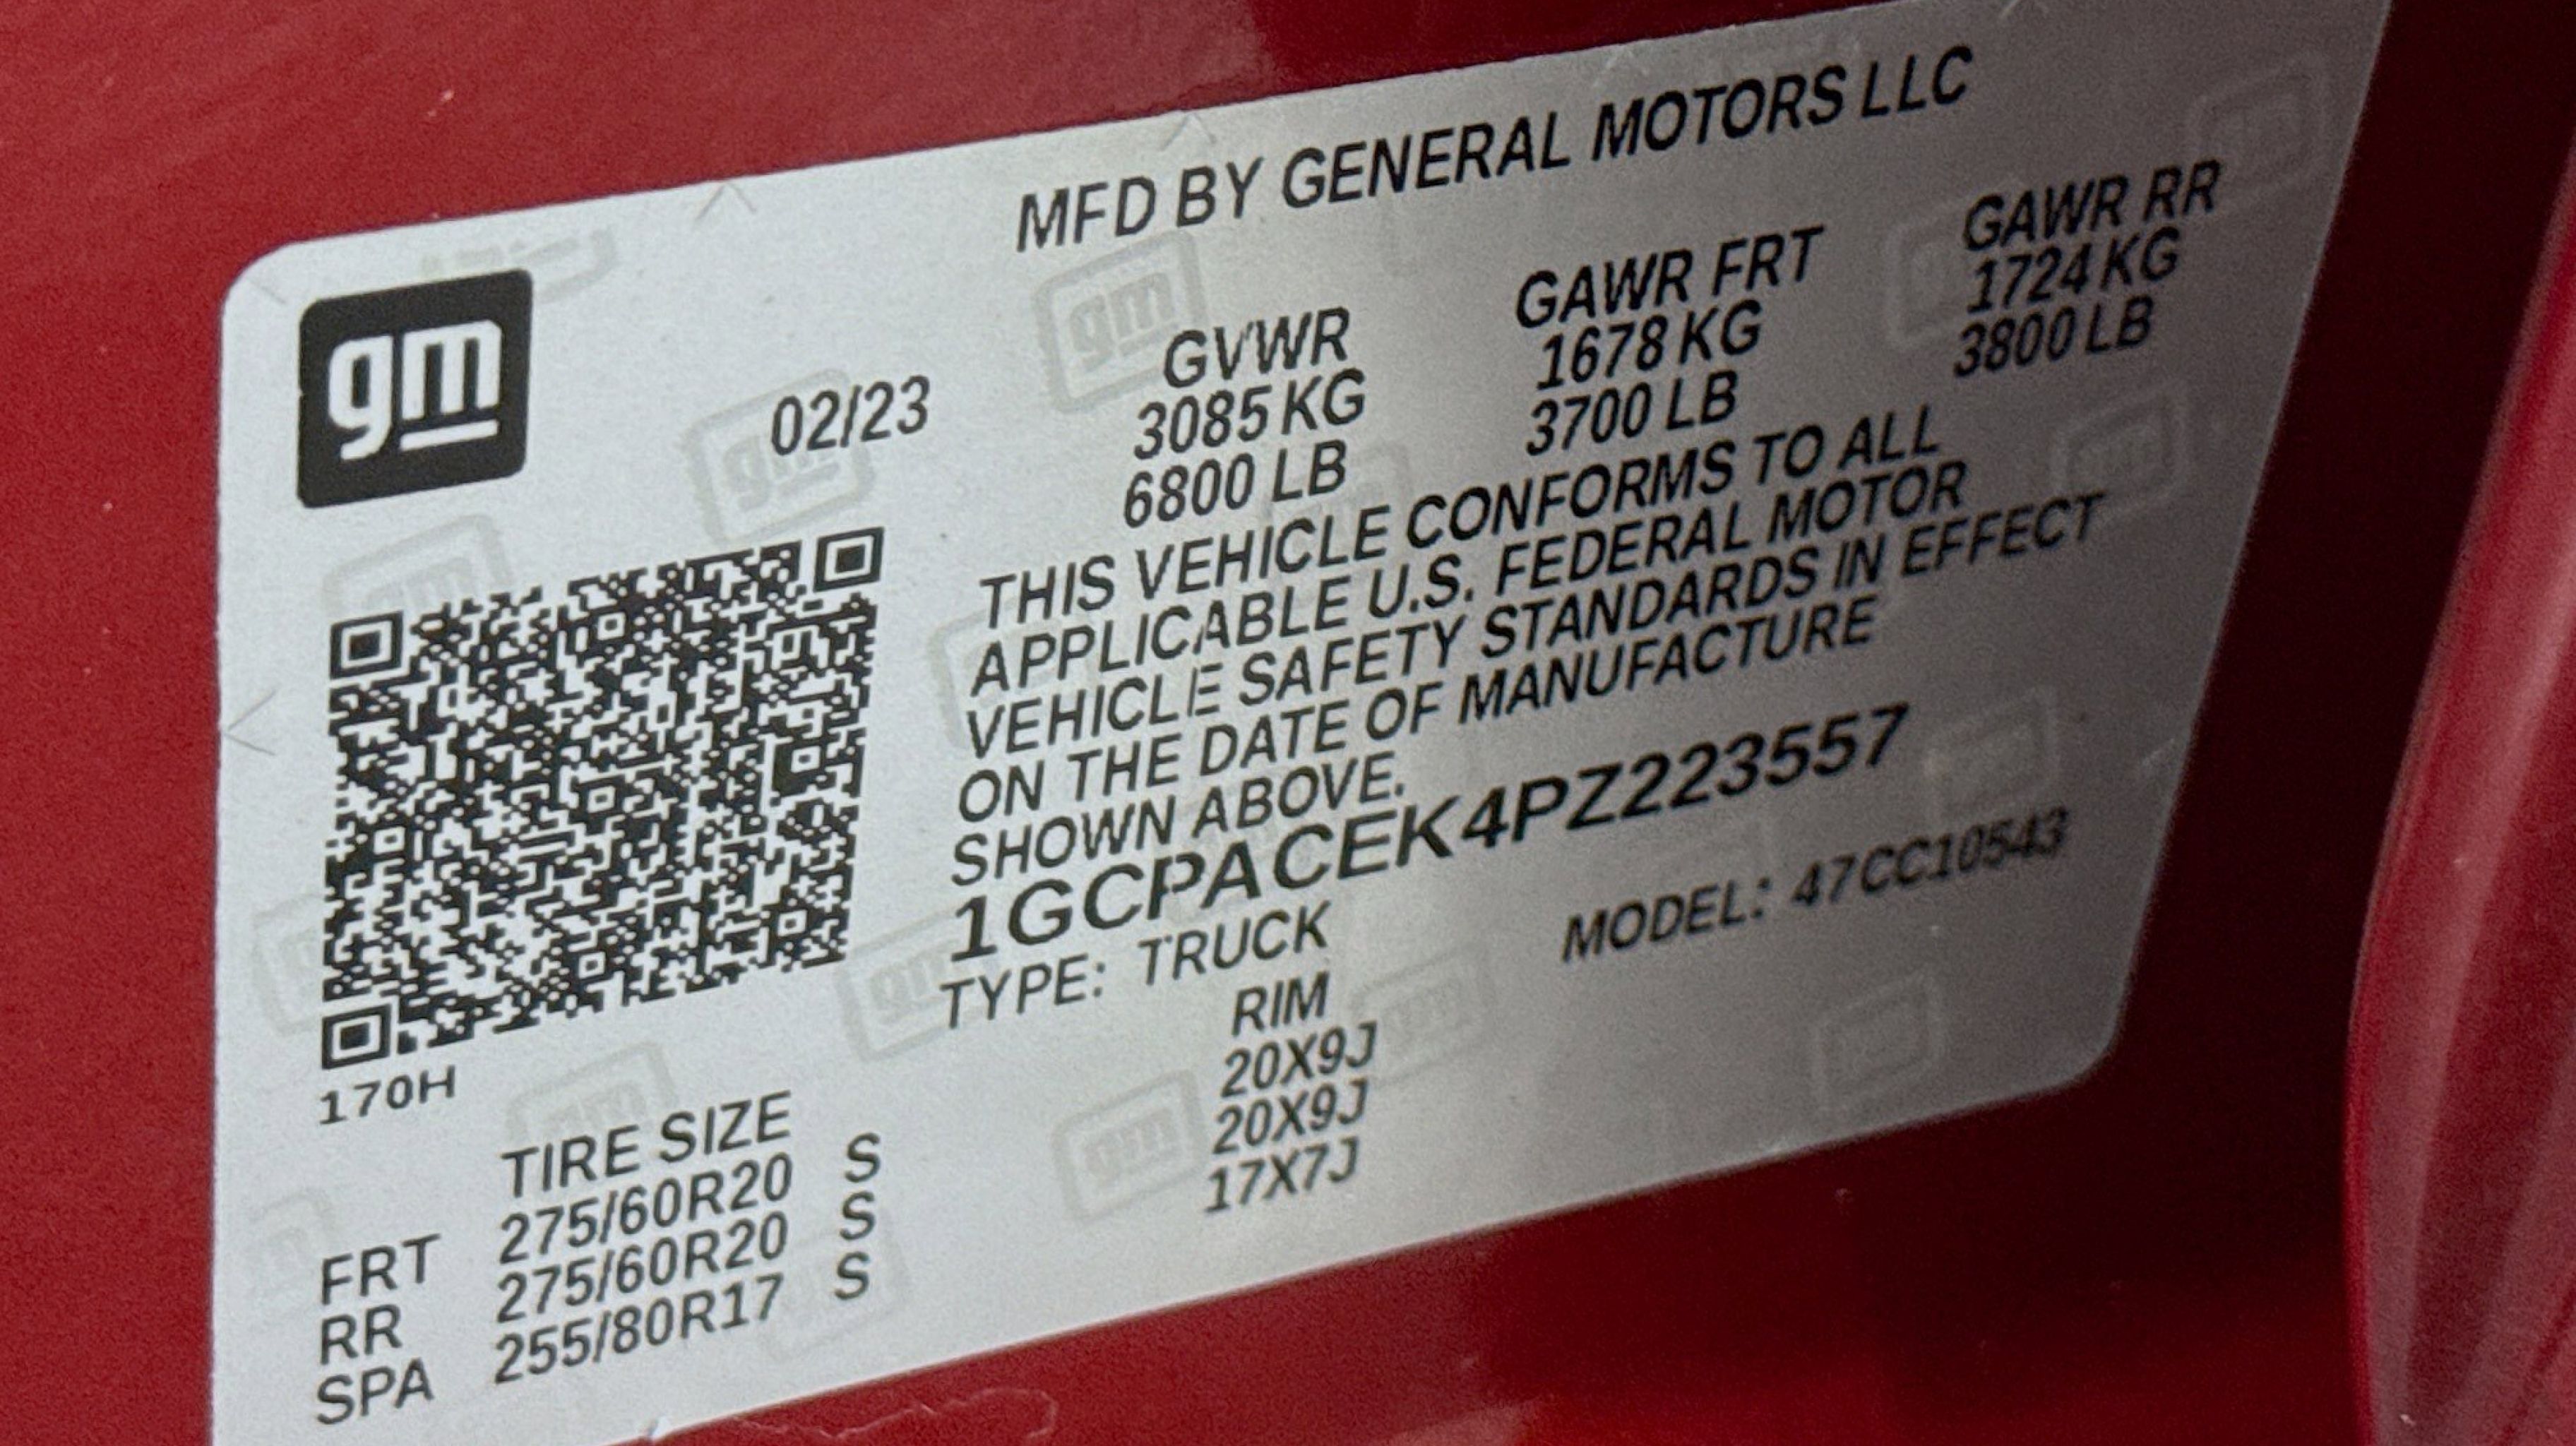 MFD BY GENERAL MOTORS LLC
gm
02/23
GVWR GAWR FRT GAWR RR
3085 KG 1678 KG 1724 KG
6800 LB 3700 LB 3800 LB
THIS VEHICLE CONFORMS TO ALL
APPLICABLE U.S. FEDERAL MOTOR
VEHICLE SAFETY STANDARDS IN EFFECT
ON THE DATE OF MANUFACTURE
SHOWN ABOVE.
1GCPACEK4PZ223557
TYPE: TRUCK MODEL: 47CC10543
170H
TIRE SIZE RIM
FRT 275/60R20 S 20X9J
RR 275/60R20 S 20X9J
SPA 255/80R17 S 17X7J